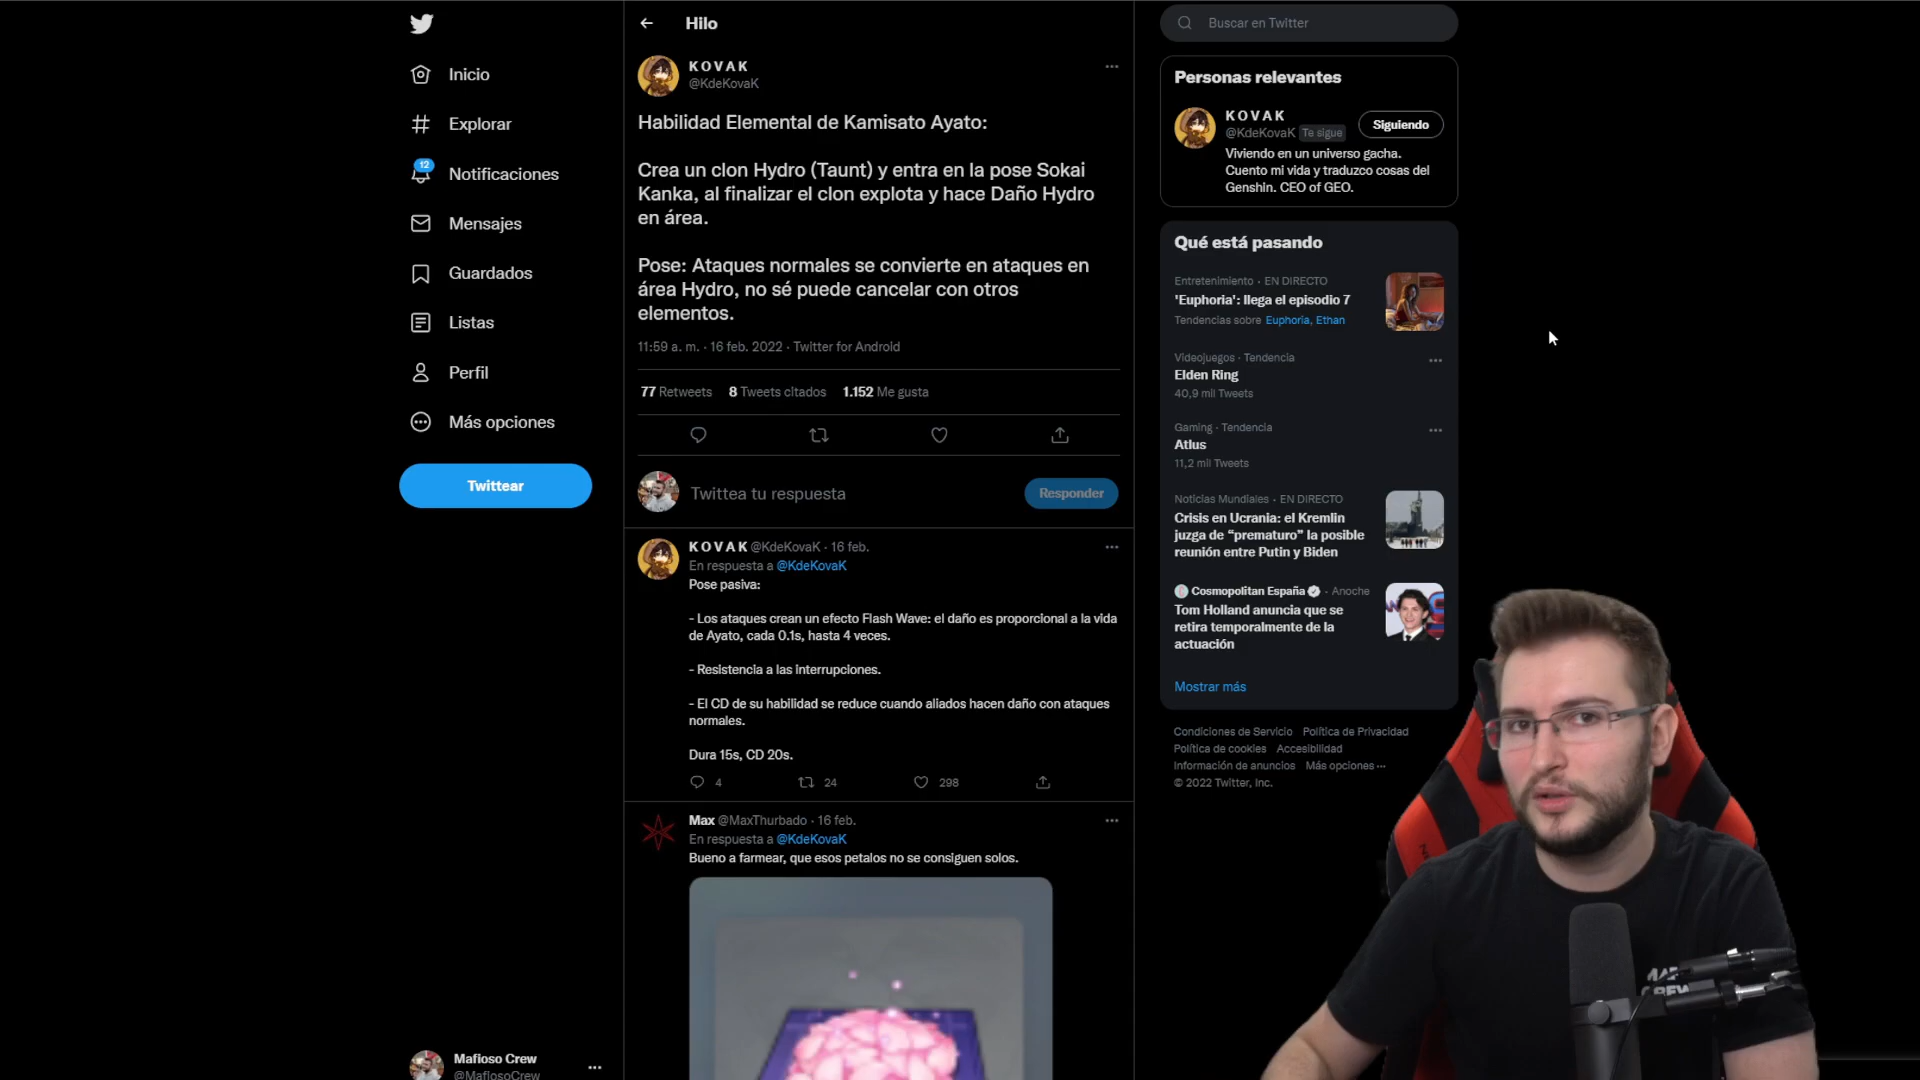 Inicio
Explorar
12
Notificaciones
Mensajes
Guardados
Listas
Perfil
Más opciones
Twittear
Mafioso Crew
@MafiosoCrew
Hilo
K O V A K
@KdeKovaK
Habilidad Elemental de Kamisato Ayato:
Crea un clon Hydro (Taunt) y entra en la pose Sokai
Kanka, al finalizar el clon explota y hace Daño Hydro
en área.
Pose: Ataques normales se convierte en ataques en
área Hydro, no sé puede cancelar con otros
elementos.
11:59 a. m. · 16 feb. 2022 · Twitter for Android
77 Retweets 8 Tweets citados 1.152 Me gusta
Twittea tu respuesta
Responder
K O V A K @KdeKovaK · 16 feb.
En respuesta a @KdeKovaK
Pose pasiva:
- Los ataques crean un efecto Flash Wave: el daño es proporcional a la vida
de Ayato, cada 0.1s, hasta 4 veces.
- Resistencia a las interrupciones.
- El CD de su habilidad se reduce cuando aliados hacen daño con ataques
normales.
Dura 15s, CD 20s.
4 24 298
Max @MaxThurbado · 16 feb.
En respuesta a @KdeKovaK
Bueno a farmear, que esos petalos no se consiguen solos.
Buscar en Twitter
Personas relevantes
K O V A K
@KdeKovaK Te sigue
Siguiendo
Viviendo en un universo gacha.
Cuento mi vida y traduzco cosas del
Genshin. CEO of GEO.
Qué está pasando
Entretenimiento · EN DIRECTO
'Euphoria': llega el episodio 7
Tendencias sobre Euphoria, Ethan
Videojuegos · Tendencia
Elden Ring
40,9 mil Tweets
Gaming · Tendencia
Atlus
11,2 mil Tweets
Noticias Mundiales · EN DIRECTO
Crisis en Ucrania: el Kremlin
juzga de “prematuro” la posible
reunión entre Putin y Biden
Cosmopolitan España · Anoche
Tom Holland anuncia que se
retira temporalmente de la
actuación
Mostrar más
Condiciones de Servicio Política de Privacidad
Política de cookies Accesibilidad
Información de anuncios Más opciones ···
© 2022 Twitter, Inc.